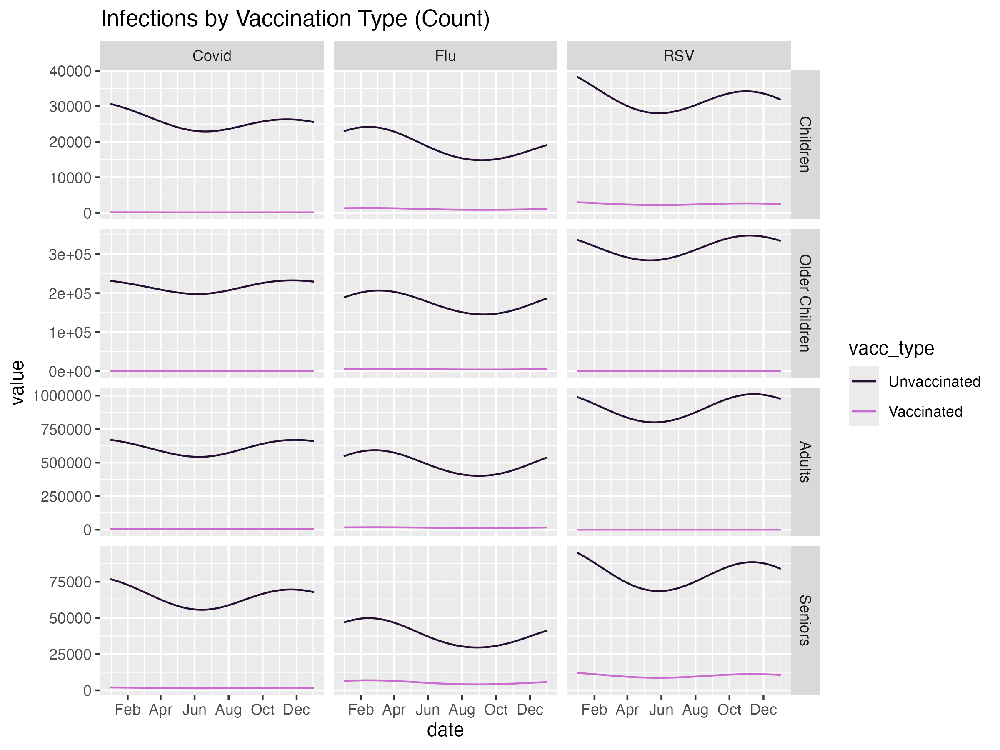 Infections by Vaccination Type (Count)
Covid
Flu
RSV
40000
30000
20000
10000
0
Children
3e+05
2e+05
1e+05
0e+00
Older Children
1000000
750000
500000
250000
0
Adults
75000
50000
25000
0
Seniors
value
Feb Apr Jun Aug Oct Dec
Feb Apr Jun Aug Oct Dec
Feb Apr Jun Aug Oct Dec
date
vacc_type
Unvaccinated
Vaccinated